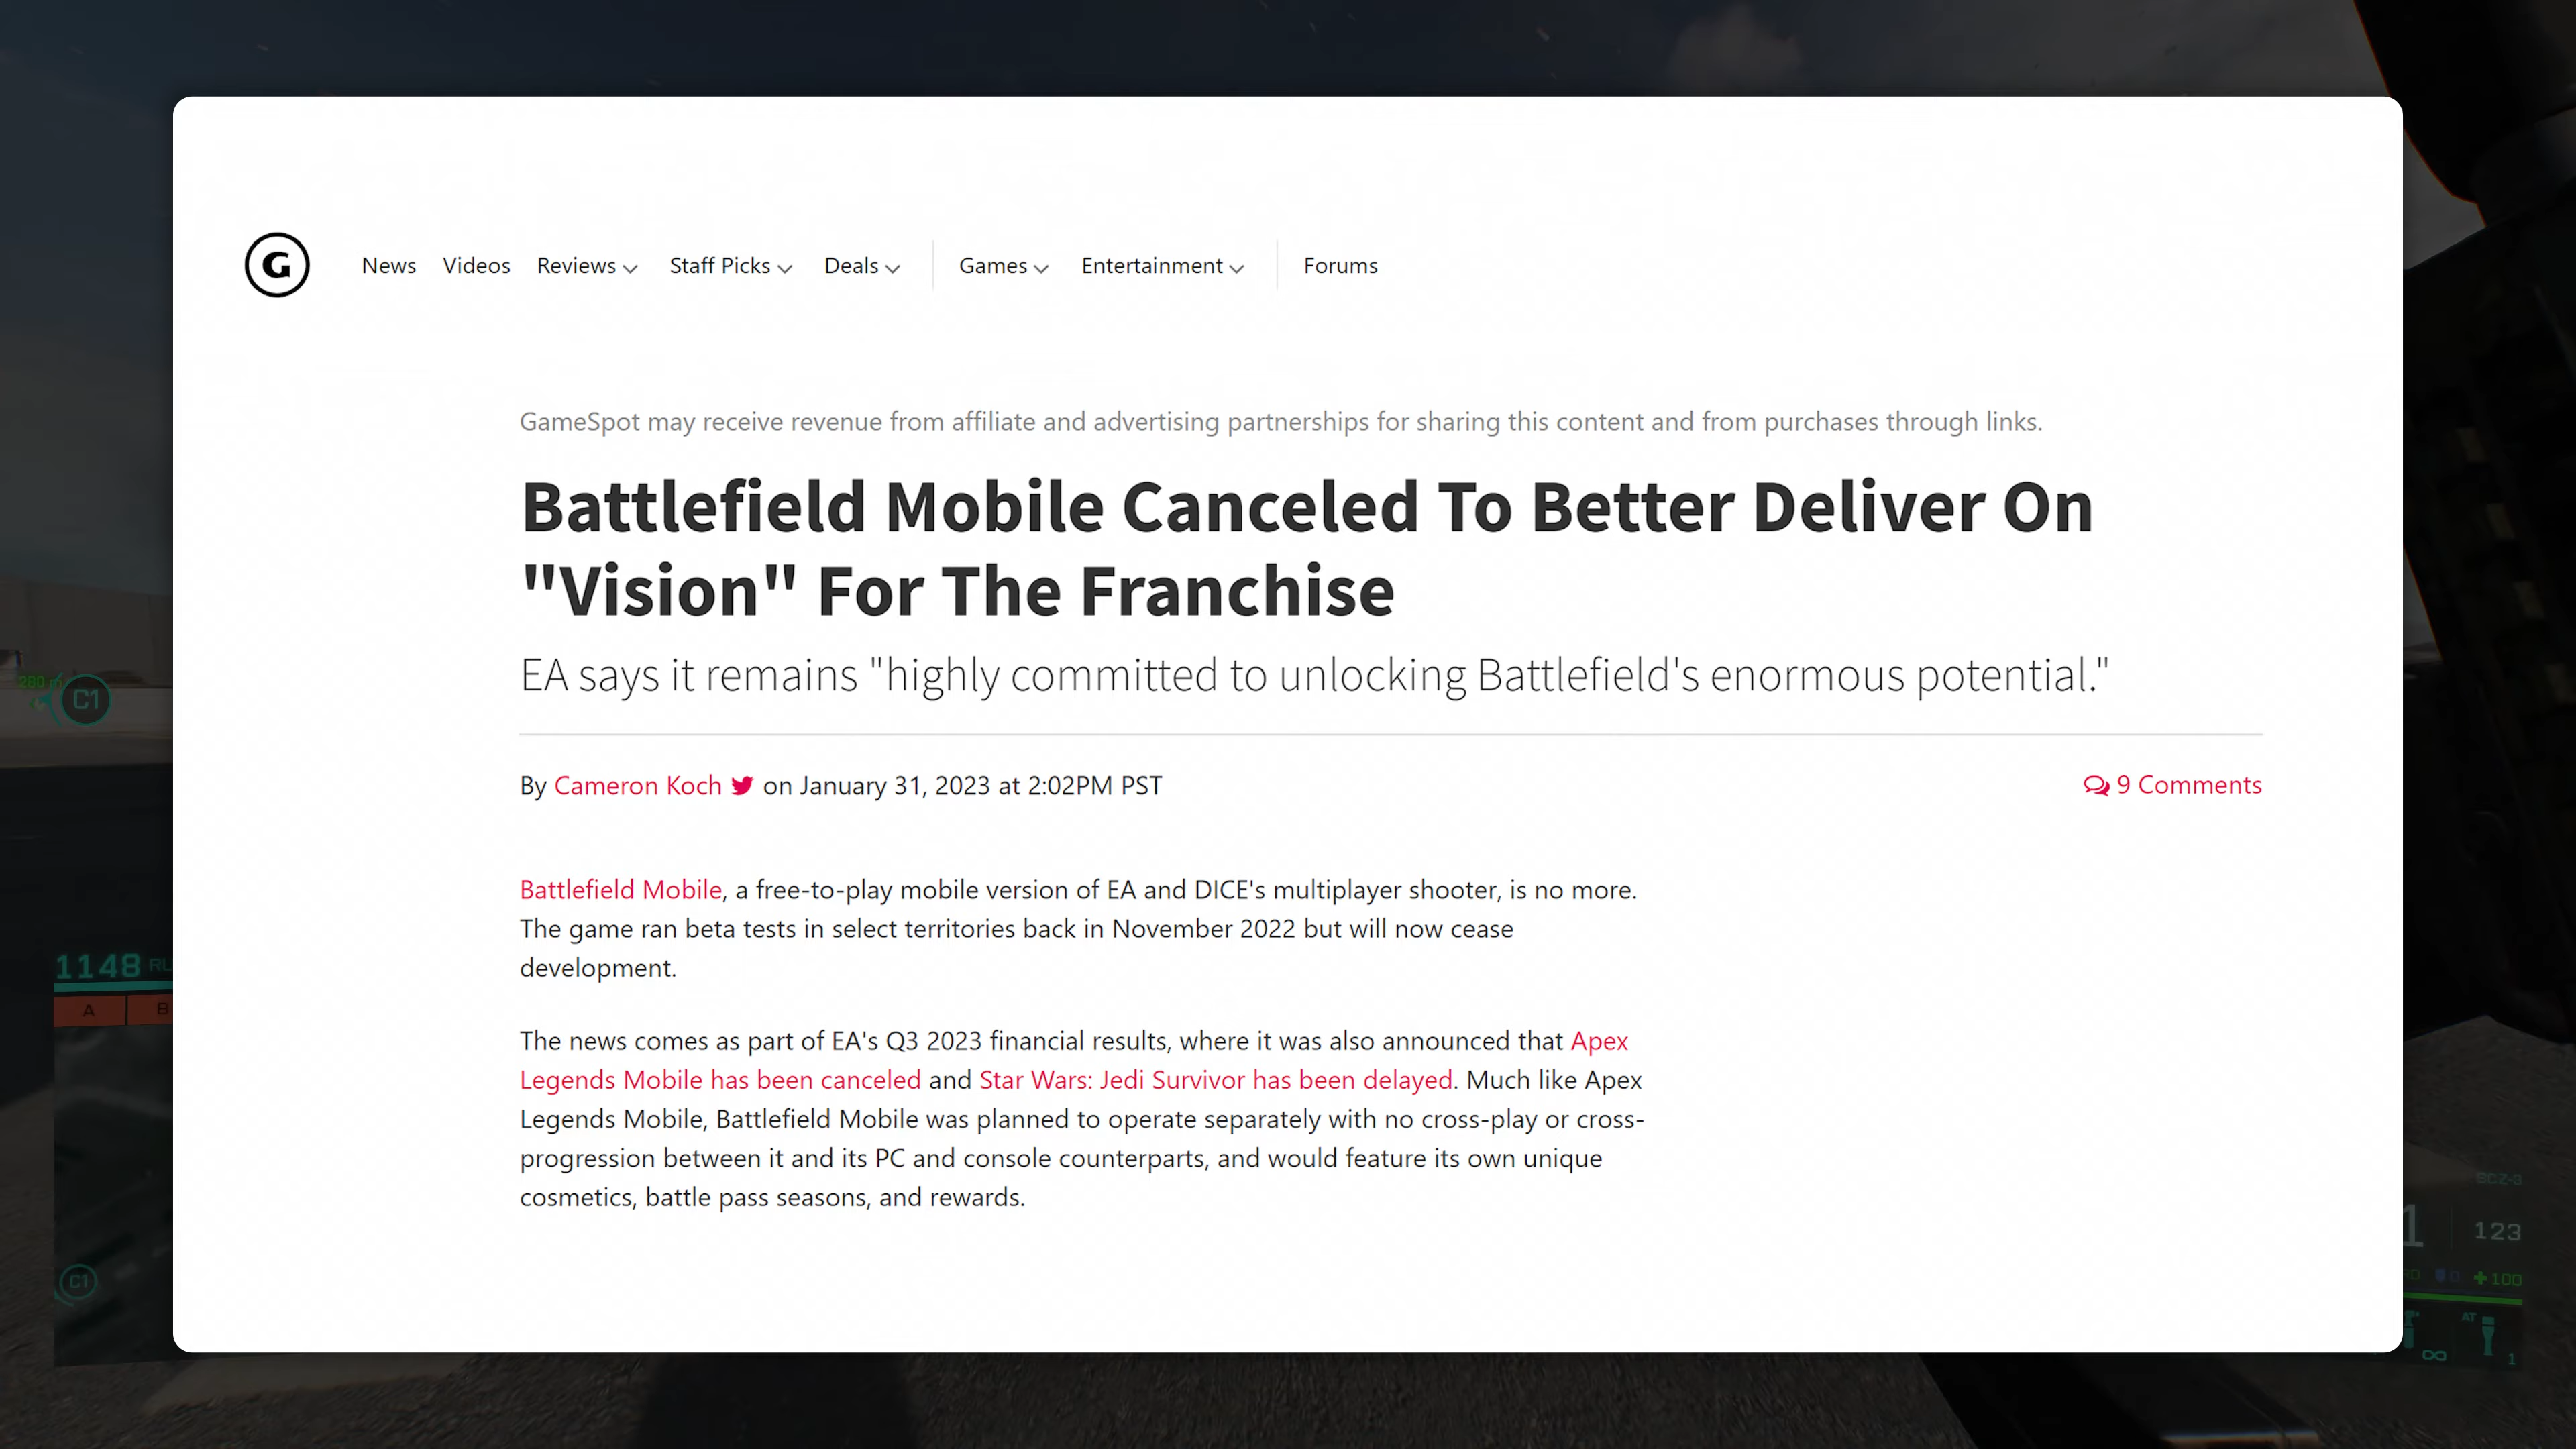 G
News Videos Reviews Staff Picks Deals Games Entertainment Forums
GameSpot may receive revenue from affiliate and advertising partnerships for sharing this content and from purchases through links.
Battlefield Mobile Canceled To Better Deliver On
"Vision" For The Franchise
EA says it remains "highly committed to unlocking Battlefield's enormous potential."
By Cameron Koch on January 31, 2023 at 2:02PM PST
9 Comments
Battlefield Mobile, a free-to-play mobile version of EA and DICE's multiplayer shooter, is no more.
The game ran beta tests in select territories back in November 2022 but will now cease
development.
The news comes as part of EA's Q3 2023 financial results, where it was also announced that Apex
Legends Mobile has been canceled and Star Wars: Jedi Survivor has been delayed. Much like Apex
Legends Mobile, Battlefield Mobile was planned to operate separately with no cross-play or cross-
progression between it and its PC and console counterparts, and would feature its own unique
cosmetics, battle pass seasons, and rewards.
C1
1148
A B
C1
123
+100
AT
∞ 1